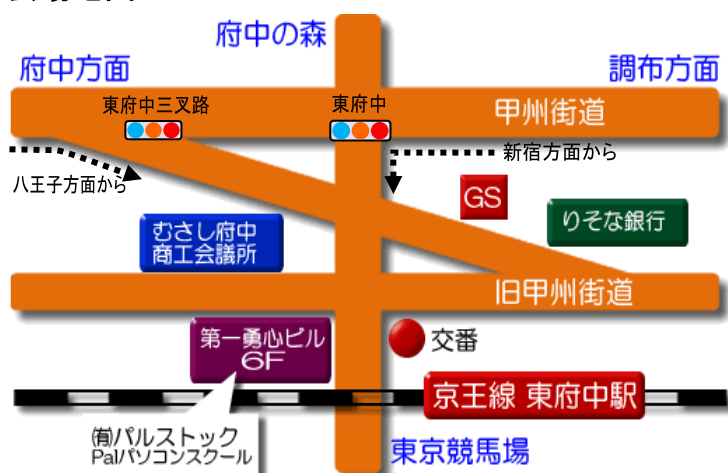 府中の森
府中方面
調布方面
東府中三叉路
東府中
甲州街道
新宿方面から
八王子方面から
GS
りそな銀行
むさし府中
商工会議所
旧甲州街道
第一勇心ビル
6F
交番
京王線 東府中駅
㈲パルストック
Palパソコンスクール
東京競馬場